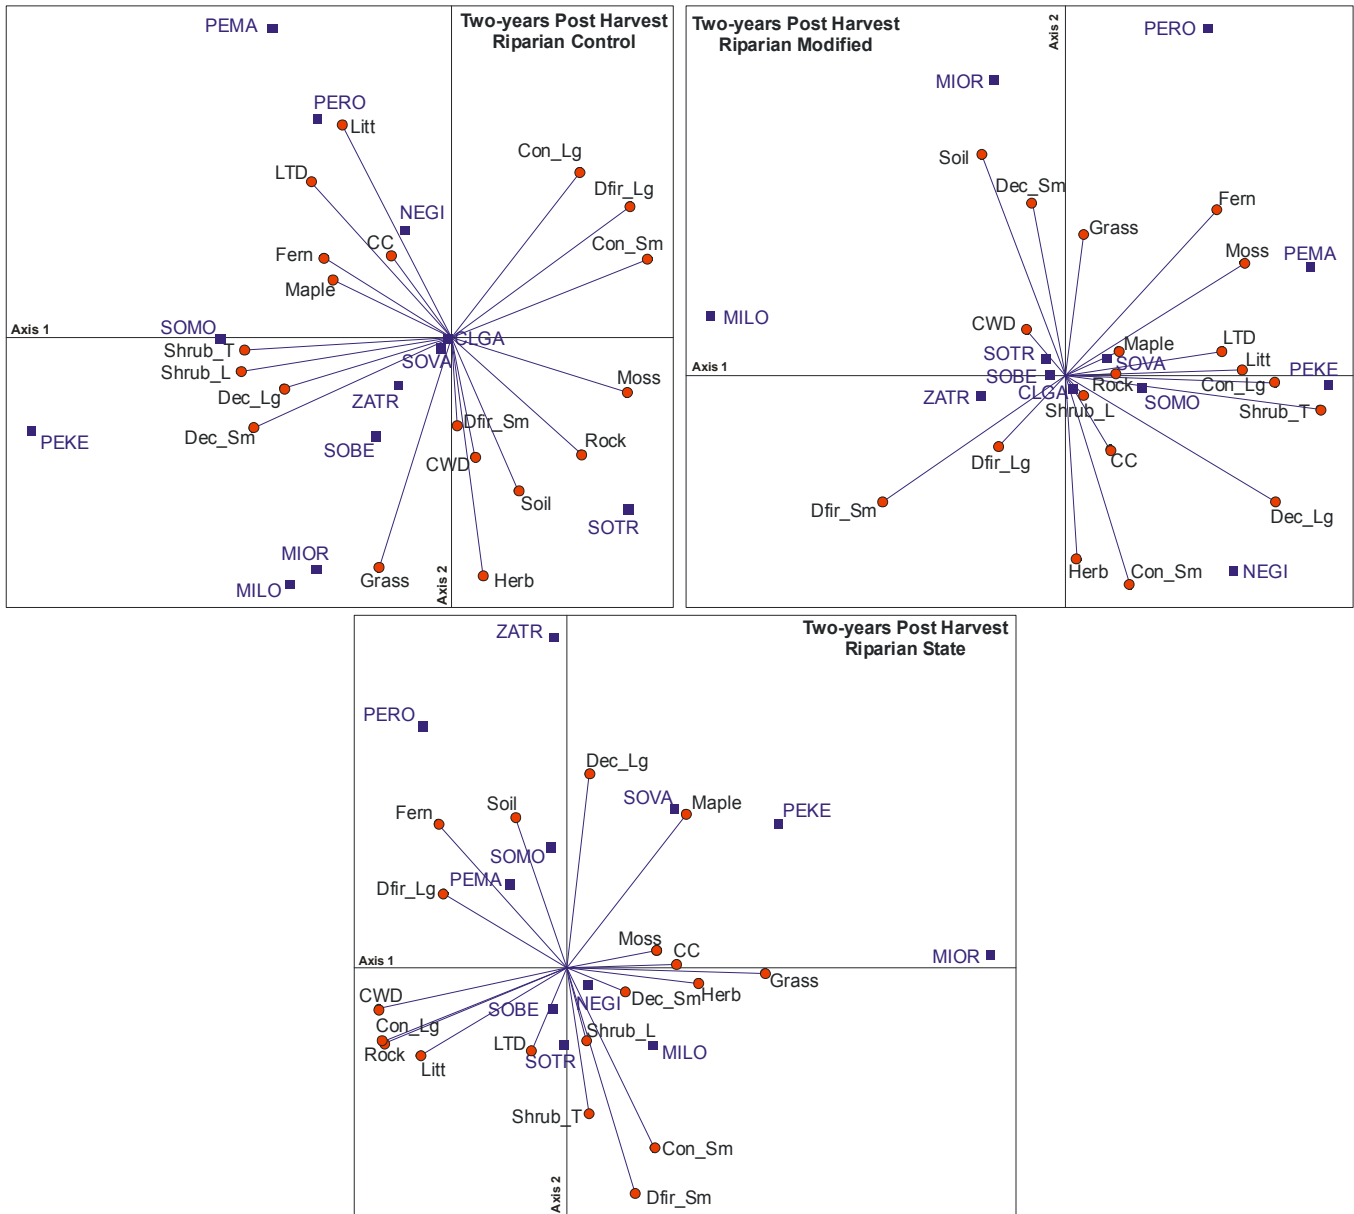 Two-years Post Harvest
Riparian Control
PEMA
PERO
Litt
LTD
Con_Lg
Dfir_Lg
NEGI
CC
Con_Sm
Fern
Maple
Axis 1
SOMO
CLGA
Shrub_T
SOVA
Shrub_L
Moss
Dec_Lg
ZATR
Dfir_Sm
Dec_Sm
PEKE
SOBE
Rock
CWD
Soil
SOTR
MIOR
Grass
Herb
MILO
Axis 2
Two-years Post Harvest
Riparian Modified
Axis 2
PERO
MIOR
Soil
Dec_Sm
Fern
Grass
Moss
PEMA
MILO
CWD
Maple
LTD
SOTR
SOVA
Litt
Axis 1
SOBE
Rock
Con_Lg
PEKE
ZATR
CLGA
Shrub_L
SOMO
Shrub_T
Dfir_Lg
CC
Dfir_Sm
Dec_Lg
Herb
Con_Sm
NEGI
Two-years Post Harvest
Riparian State
ZATR
PERO
Dec_Lg
SOVA
Maple
PEKE
Fern
Soil
SOMO
PEMA
Dfir_Lg
Moss
CC
MIOR
Axis 1
Grass
CWD
Dec_Sm
Herb
NEGI
SOBE
Con_Lg
Rock
Litt
LTD
SOTR
Shrub_L
MILO
Shrub_T
Con_Sm
Dfir_Sm
Axis 2